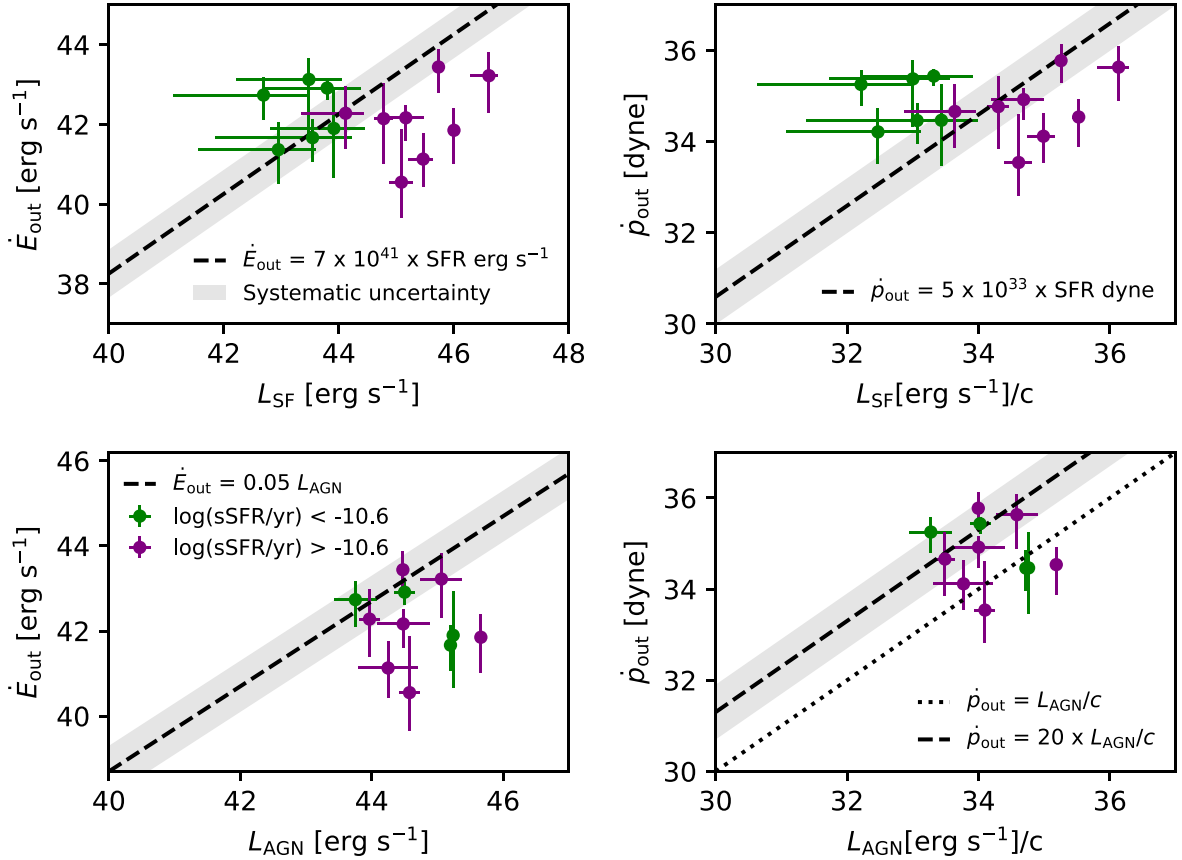 44
42
40
38
Ėout [erg s⁻¹]
Ėout = 7 x 10⁴¹ x SFR erg s⁻¹
Systematic uncertainty
40 42 44 46 48
LSF [erg s⁻¹]
36
34
32
30
ṗout [dyne]
ṗout = 5 x 10³³ x SFR dyne
30 32 34 36
LSF[erg s⁻¹]/c
46
44
42
40
Ėout [erg s⁻¹]
Ėout = 0.05 LAGN
log(sSFR/yr) < -10.6
log(sSFR/yr) > -10.6
40 42 44 46
LAGN [erg s⁻¹]
36
34
32
30
ṗout [dyne]
ṗout = LAGN/c
ṗout = 20 x LAGN/c
30 32 34 36
LAGN[erg s⁻¹]/c